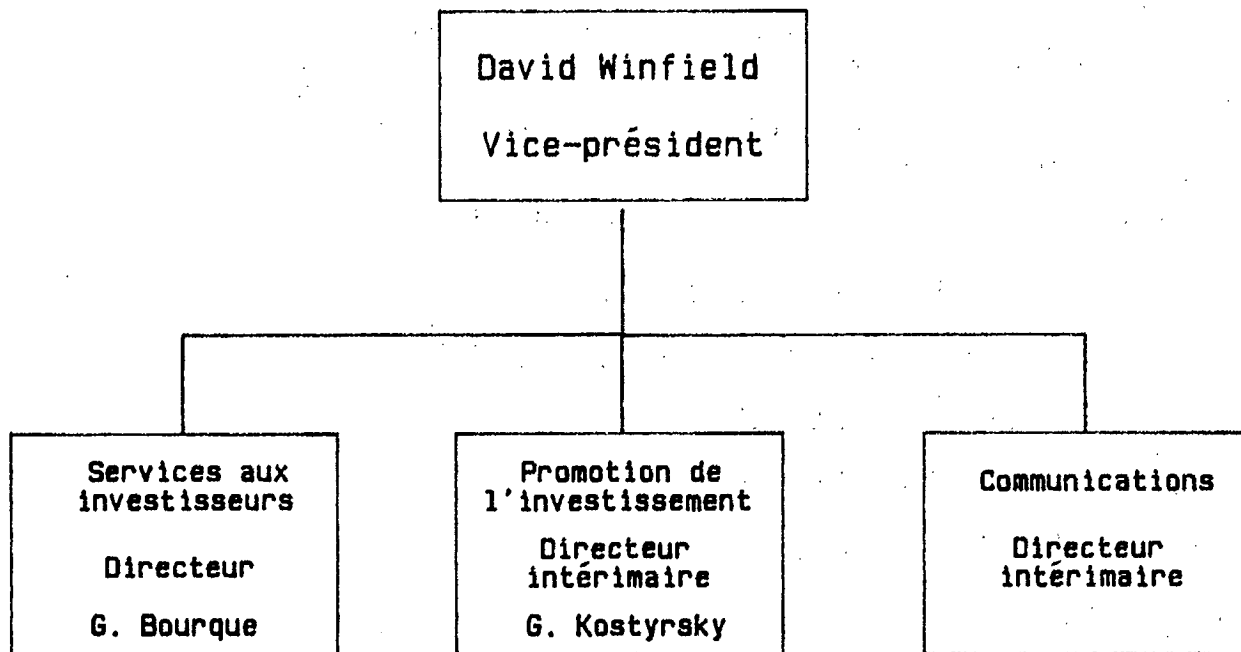 David Winfield
Vice-président
Services aux
investisseurs
Directeur
G. Bourque
Promotion de
l'investissement
Directeur
intérimaire
G. Kostyrsky
Communications
Directeur
intérimaire